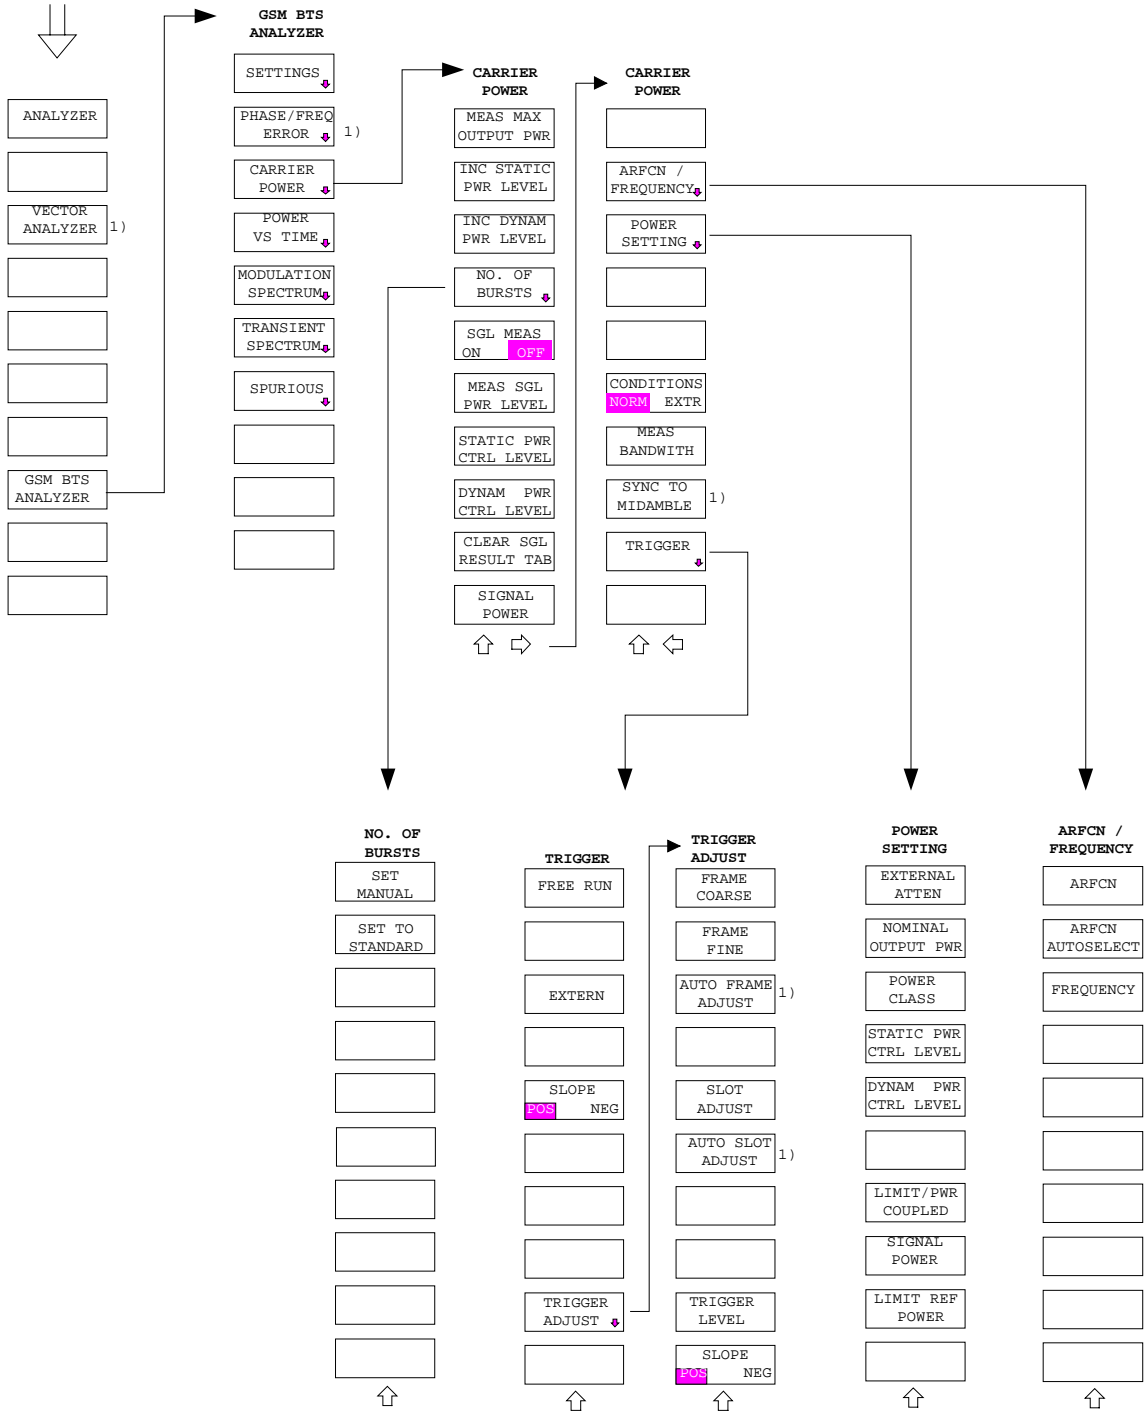 ANALYZER
VECTOR
ANALYZER 1)
GSM BTS
ANALYZER
GSM BTS
ANALYZER
SETTINGS
PHASE/FREQ
ERROR 1)
CARRIER
POWER
POWER
VS TIME
MODULATION
SPECTRUM
TRANSIENT
SPECTRUM
SPURIOUS
CARRIER
POWER
MEAS MAX
OUTPUT PWR
INC STATIC
PWR LEVEL
INC DYNAM
PWR LEVEL
NO. OF
BURSTS
SGL MEAS
ON OFF
MEAS SGL
PWR LEVEL
STATIC PWR
CTRL LEVEL
DYNAM PWR
CTRL LEVEL
CLEAR SGL
RESULT TAB
SIGNAL
POWER
CARRIER
POWER
ARFCN /
FREQUENCY
POWER
SETTING
CONDITIONS
NORM EXTR
MEAS
BANDWITH
SYNC TO
MIDAMBLE 1)
TRIGGER
NO. OF
BURSTS
SET
MANUAL
SET TO
STANDARD
TRIGGER
FREE RUN
EXTERN
SLOPE
POS NEG
TRIGGER
ADJUST
TRIGGER
ADJUST
FRAME
COARSE
FRAME
FINE
AUTO FRAME
ADJUST 1)
SLOT
ADJUST
AUTO SLOT
ADJUST 1)
TRIGGER
LEVEL
SLOPE
POS NEG
POWER
SETTING
EXTERNAL
ATTEN
NOMINAL
OUTPUT PWR
POWER
CLASS
STATIC PWR
CTRL LEVEL
DYNAM PWR
CTRL LEVEL
LIMIT/PWR
COUPLED
SIGNAL
POWER
LIMIT REF
POWER
ARFCN /
FREQUENCY
ARFCN
ARFCN
AUTOSELECT
FREQUENCY